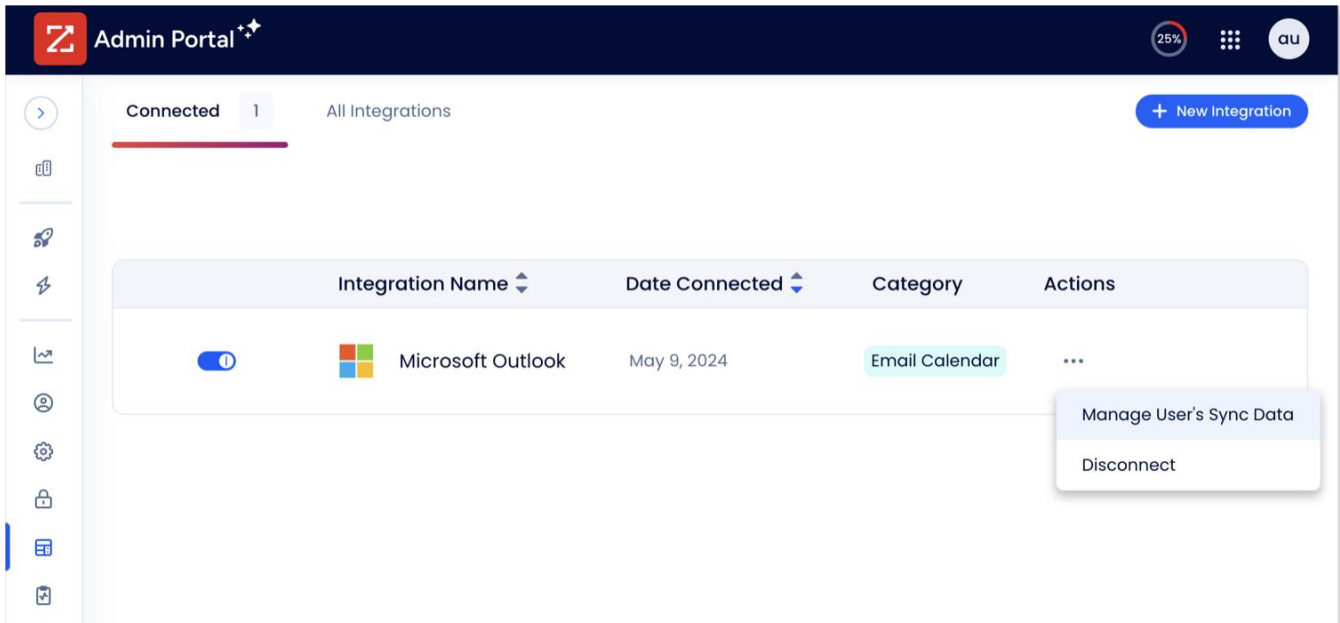 Admin Portal
25%
au
Connected 1 All Integrations
+ New Integration
Integration Name Date Connected Category Actions
Microsoft Outlook May 9, 2024 Email Calendar ...
Manage User's Sync Data
Disconnect